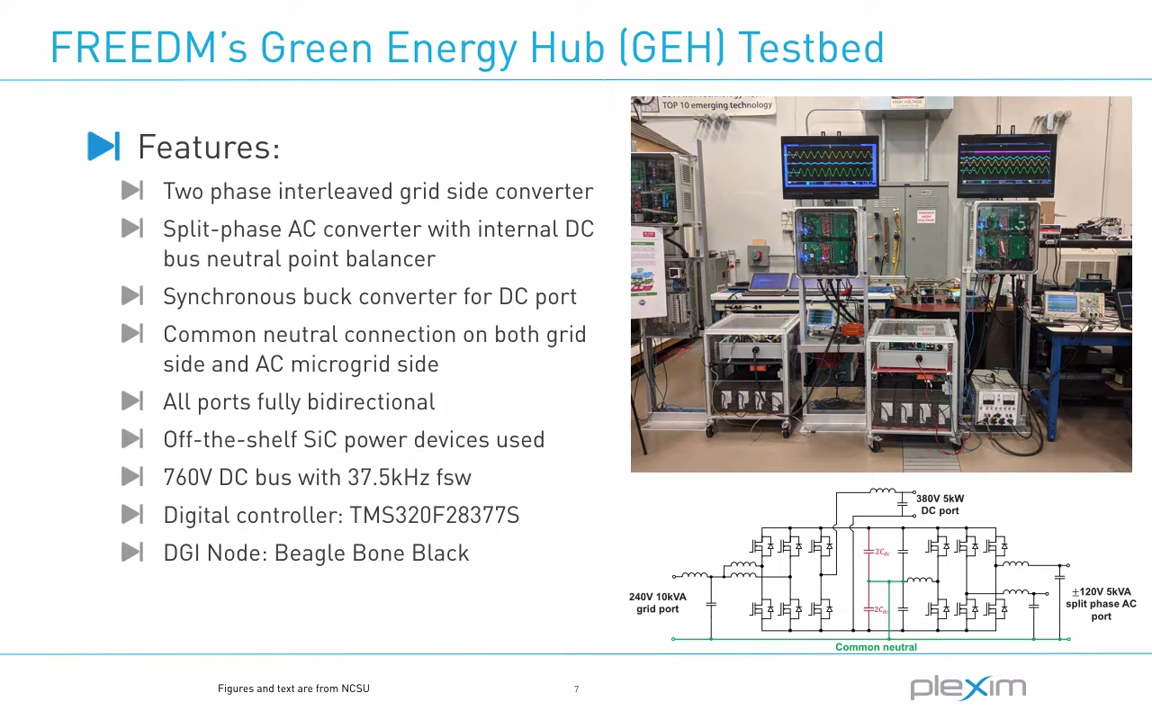 FREEDM's Green Energy Hub (GEH) Testbed
Features:
Two phase interleaved grid side converter
Split-phase AC converter with internal DC
bus neutral point balancer
Synchronous buck converter for DC port
Common neutral connection on both grid
side and AC microgrid side
All ports fully bidirectional
Off-the-shelf SiC power devices used
760V DC bus with 37.5kHz fsw
Digital controller: TMS320F28377S
DGI Node: Beagle Bone Black
TOP 10 emerging technology
380V 5kW
DC port
2Cdc
2Cdc
240V 10kVA
grid port
±120V 5kVA
split phase AC
port
Common neutral
Figures and text are from NCSU
7
plexim